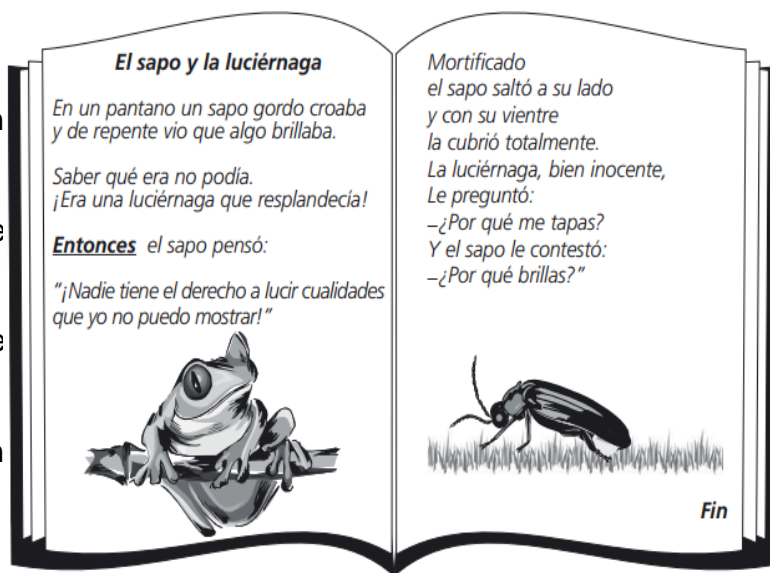 El sapo y la luciérnaga
En un pantano un sapo gordo croaba
y de repente vio que algo brillaba.
Saber qué era no podía.
¡Era una luciérnaga que resplandecía!
Entonces el sapo pensó:
"¡Nadie tiene el derecho a lucir cualidades
que yo no puedo mostrar!"
Mortificado
el sapo saltó a su lado
y con su vientre
la cubrió totalmente.
La luciérnaga, bien inocente,
Le preguntó:
–¿Por qué me tapas?
Y el sapo le contestó:
–¿Por qué brillas?"
Fin